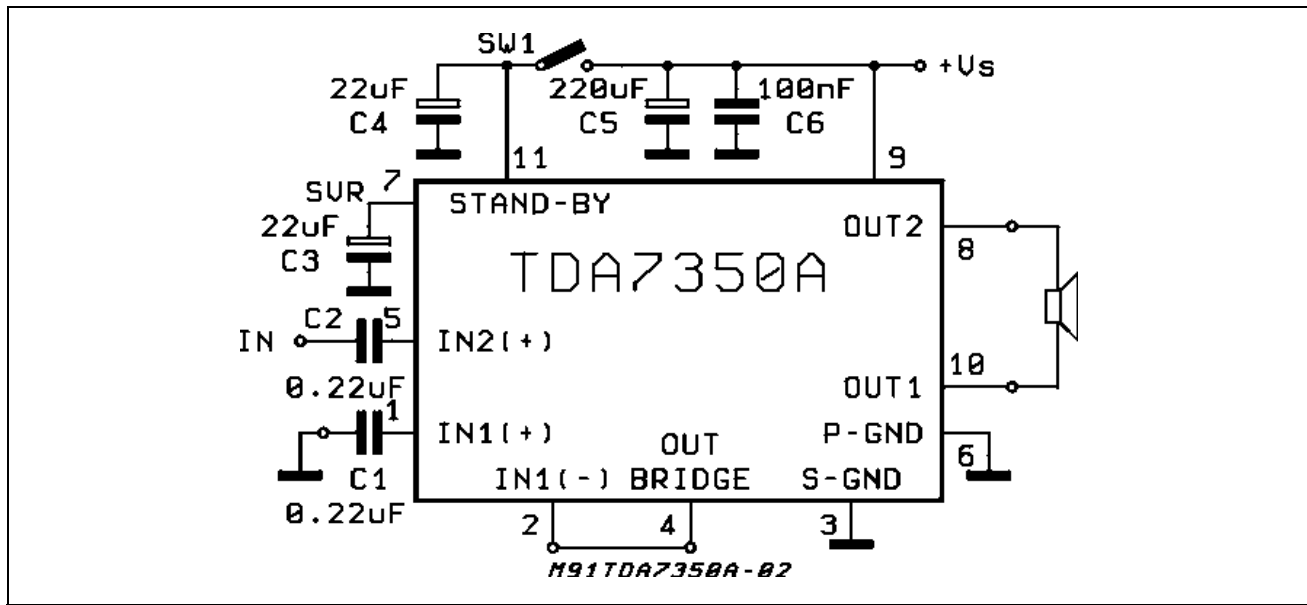 SW1
+Vs
22uF
C4
220uF
C5
100nF
C6
11
9
7
SVR
STAND-BY
22uF
C3
OUT2
8
TDA7350A
C2
5
IN
IN2(+)
0.22uF
10
OUT1
1
IN1(+)
P-GND
6
C1
0.22uF
OUT
IN1(-)
BRIDGE
S-GND
2
4
3
M91TDA7350A-02